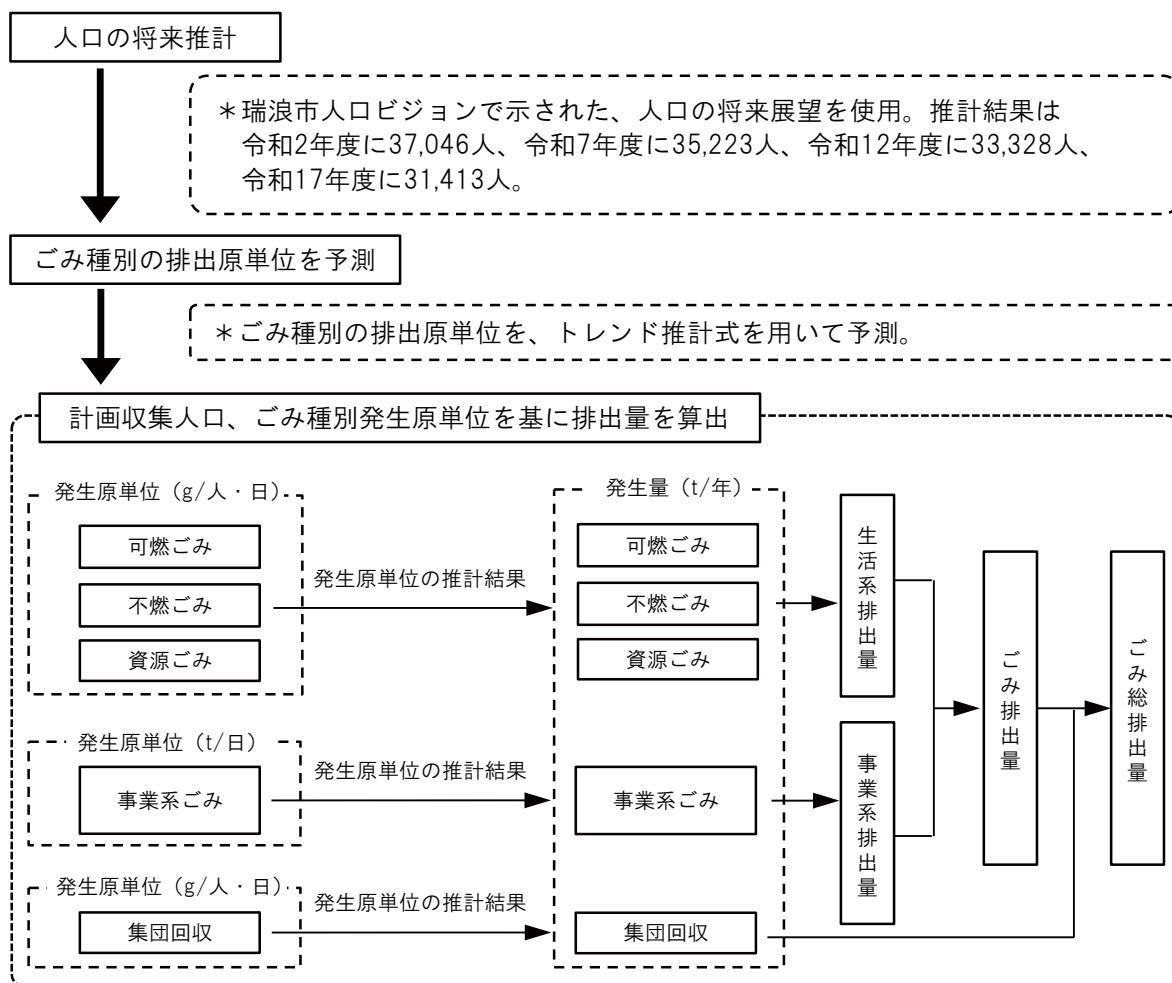 人口の将来推計
＊瑞浪市人口ビジョンで示された、人口の将来展望を使用。推計結果は
令和2年度に37,046人、令和7年度に35,223人、令和12年度に33,328人、
令和17年度に31,413人。
ごみ種別の排出原単位を予測
＊ごみ種別の排出原単位を、トレンド推計式を用いて予測。
計画収集人口、ごみ種別発生原単位を基に排出量を算出
発生原単位（g/人・日）
可燃ごみ
不燃ごみ
資源ごみ
発生原単位の推計結果
発生量（t/年）
可燃ごみ
不燃ごみ
資源ごみ
生活系排出量
発生原単位（t/日）
事業系ごみ
発生原単位の推計結果
事業系ごみ
事業系排出量
発生原単位（g/人・日）
集団回収
発生原単位の推計結果
集団回収
ごみ排出量
ごみ総排出量